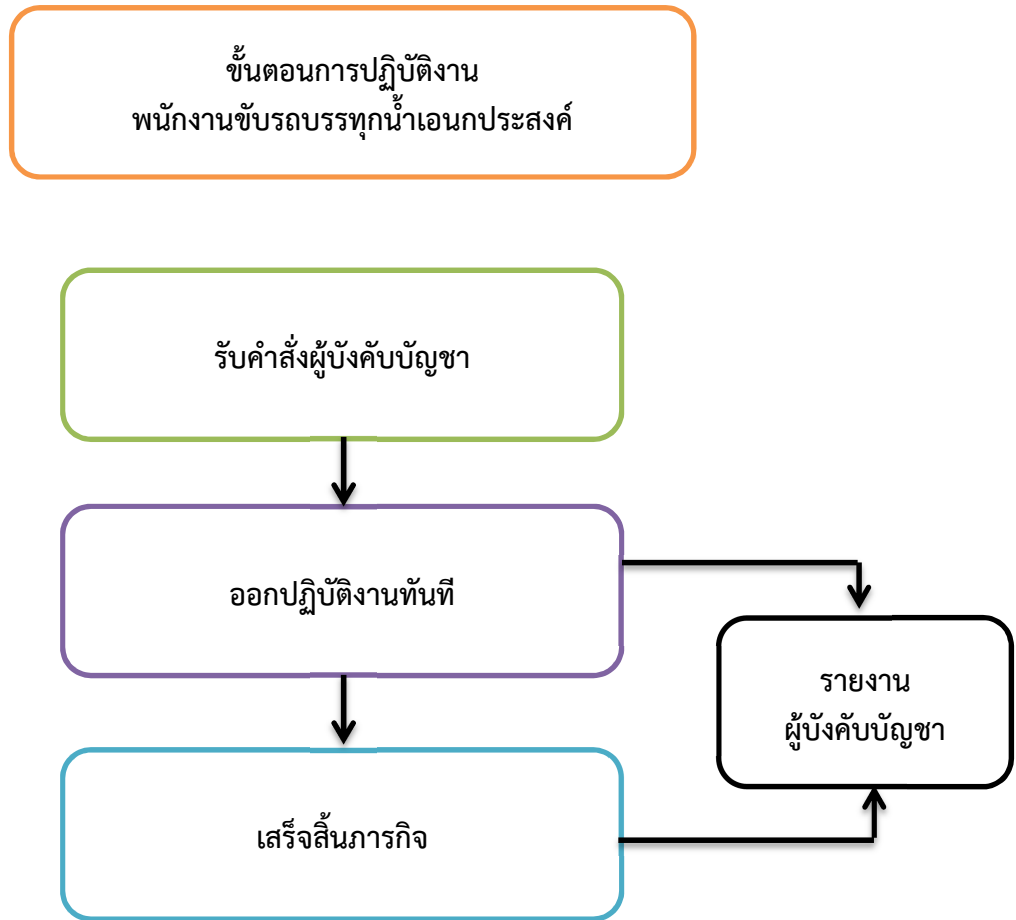 ขั้นตอนการปฏิบัติงาน
พนักงานขับรถบรรทุกน้ำเอนกประสงค์
รับคำสั่งผู้บังคับบัญชา
ออกปฏิบัติงานทันที
รายงาน
ผู้บังคับบัญชา
เสร็จสิ้นภารกิจ